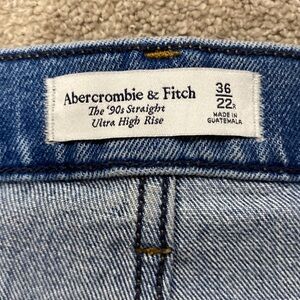 Abercrombie & Fitch
The '90s Straight
Ultra High Rise
36
22R
MADE IN
GUATEMALA